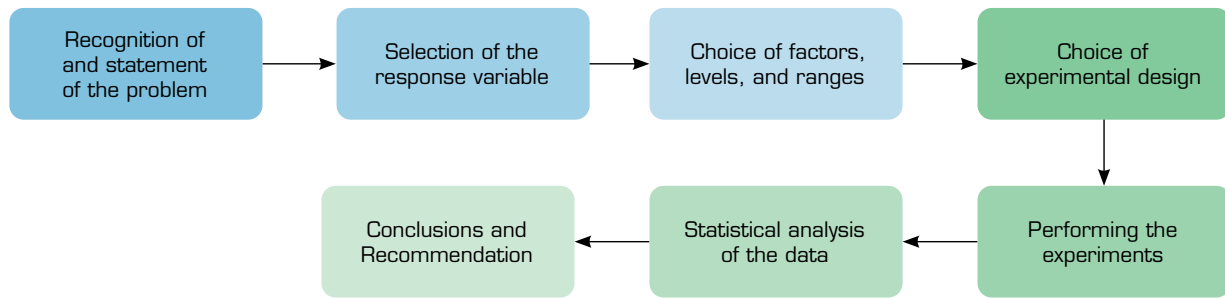 Recognition of
and statement
of the problem
Selection of the
response variable
Choice of factors,
levels, and ranges
Choice of
experimental design
Performing the
experiments
Statistical analysis
of the data
Conclusions and
Recommendation